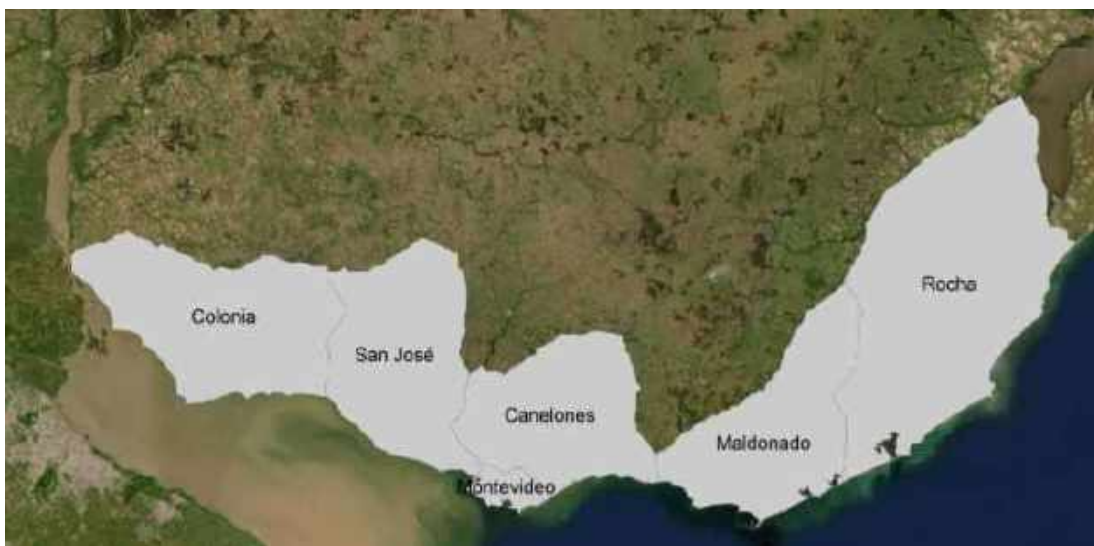 Rocha
Colonia
San José
Canelones
Maldonado
Montevideo